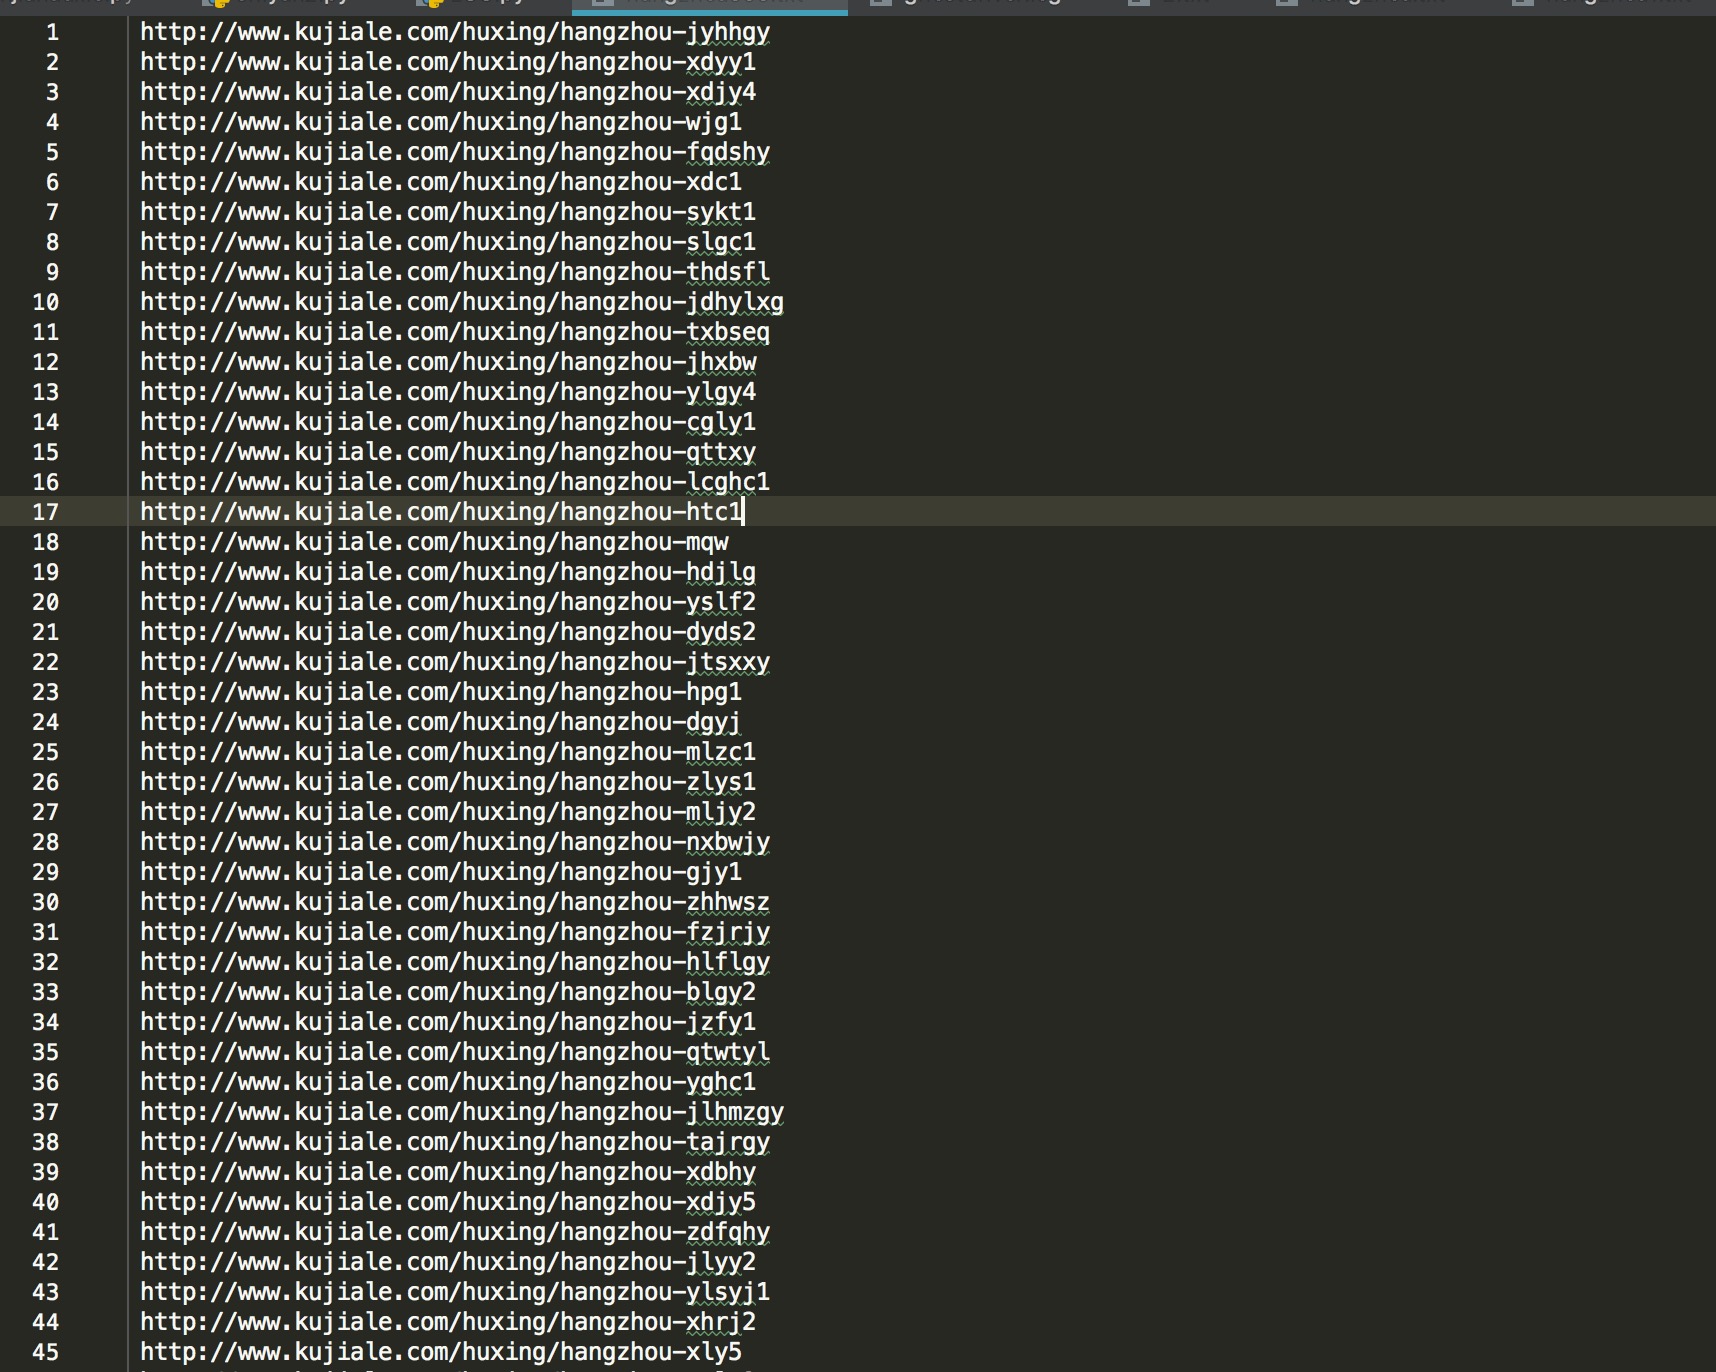 1 http://www.kujiale.com/huxing/hangzhou-jyhhgy
2 http://www.kujiale.com/huxing/hangzhou-xdyy1
3 http://www.kujiale.com/huxing/hangzhou-xdjy4
4 http://www.kujiale.com/huxing/hangzhou-wjg1
5 http://www.kujiale.com/huxing/hangzhou-fqdshy
6 http://www.kujiale.com/huxing/hangzhou-xdc1
7 http://www.kujiale.com/huxing/hangzhou-sykt1
8 http://www.kujiale.com/huxing/hangzhou-slgc1
9 http://www.kujiale.com/huxing/hangzhou-thdsfl
10 http://www.kujiale.com/huxing/hangzhou-jdhylxg
11 http://www.kujiale.com/huxing/hangzhou-txbseq
12 http://www.kujiale.com/huxing/hangzhou-jhxbw
13 http://www.kujiale.com/huxing/hangzhou-ylgy4
14 http://www.kujiale.com/huxing/hangzhou-cgly1
15 http://www.kujiale.com/huxing/hangzhou-qttxy
16 http://www.kujiale.com/huxing/hangzhou-lcghc1
17 http://www.kujiale.com/huxing/hangzhou-htc1
18 http://www.kujiale.com/huxing/hangzhou-mqw
19 http://www.kujiale.com/huxing/hangzhou-hdjlg
20 http://www.kujiale.com/huxing/hangzhou-yslf2
21 http://www.kujiale.com/huxing/hangzhou-dyds2
22 http://www.kujiale.com/huxing/hangzhou-jtsxxy
23 http://www.kujiale.com/huxing/hangzhou-hpg1
24 http://www.kujiale.com/huxing/hangzhou-dgyj
25 http://www.kujiale.com/huxing/hangzhou-mlzc1
26 http://www.kujiale.com/huxing/hangzhou-zlys1
27 http://www.kujiale.com/huxing/hangzhou-mljy2
28 http://www.kujiale.com/huxing/hangzhou-nxbwjy
29 http://www.kujiale.com/huxing/hangzhou-gjy1
30 http://www.kujiale.com/huxing/hangzhou-zhhwsz
31 http://www.kujiale.com/huxing/hangzhou-fzjrjy
32 http://www.kujiale.com/huxing/hangzhou-hlflgy
33 http://www.kujiale.com/huxing/hangzhou-blgy2
34 http://www.kujiale.com/huxing/hangzhou-jzfy1
35 http://www.kujiale.com/huxing/hangzhou-qtwtyl
36 http://www.kujiale.com/huxing/hangzhou-yghc1
37 http://www.kujiale.com/huxing/hangzhou-jlhmzgy
38 http://www.kujiale.com/huxing/hangzhou-tajrgy
39 http://www.kujiale.com/huxing/hangzhou-xdbhy
40 http://www.kujiale.com/huxing/hangzhou-xdjy5
41 http://www.kujiale.com/huxing/hangzhou-zdfqhy
42 http://www.kujiale.com/huxing/hangzhou-jlyy2
43 http://www.kujiale.com/huxing/hangzhou-ylsyj1
44 http://www.kujiale.com/huxing/hangzhou-xhrj2
45 http://www.kujiale.com/huxing/hangzhou-xly5